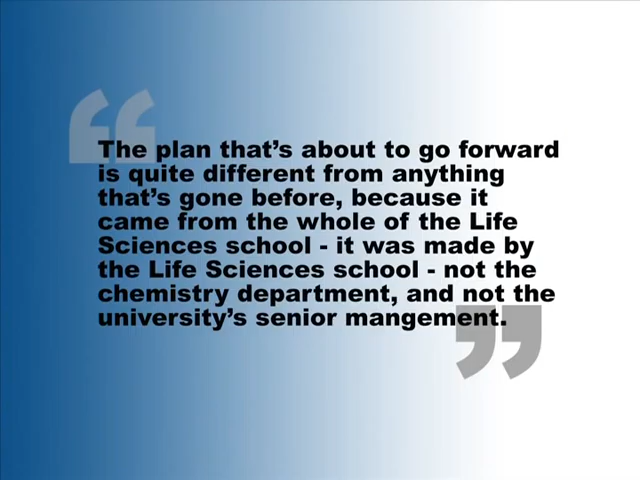 The plan that's about to go forward
is quite different from anything
that's gone before, because it
came from the whole of the Life
Sciences school - it was made by
the Life Sciences school - not the
chemistry department, and not the
university's senior mangement.